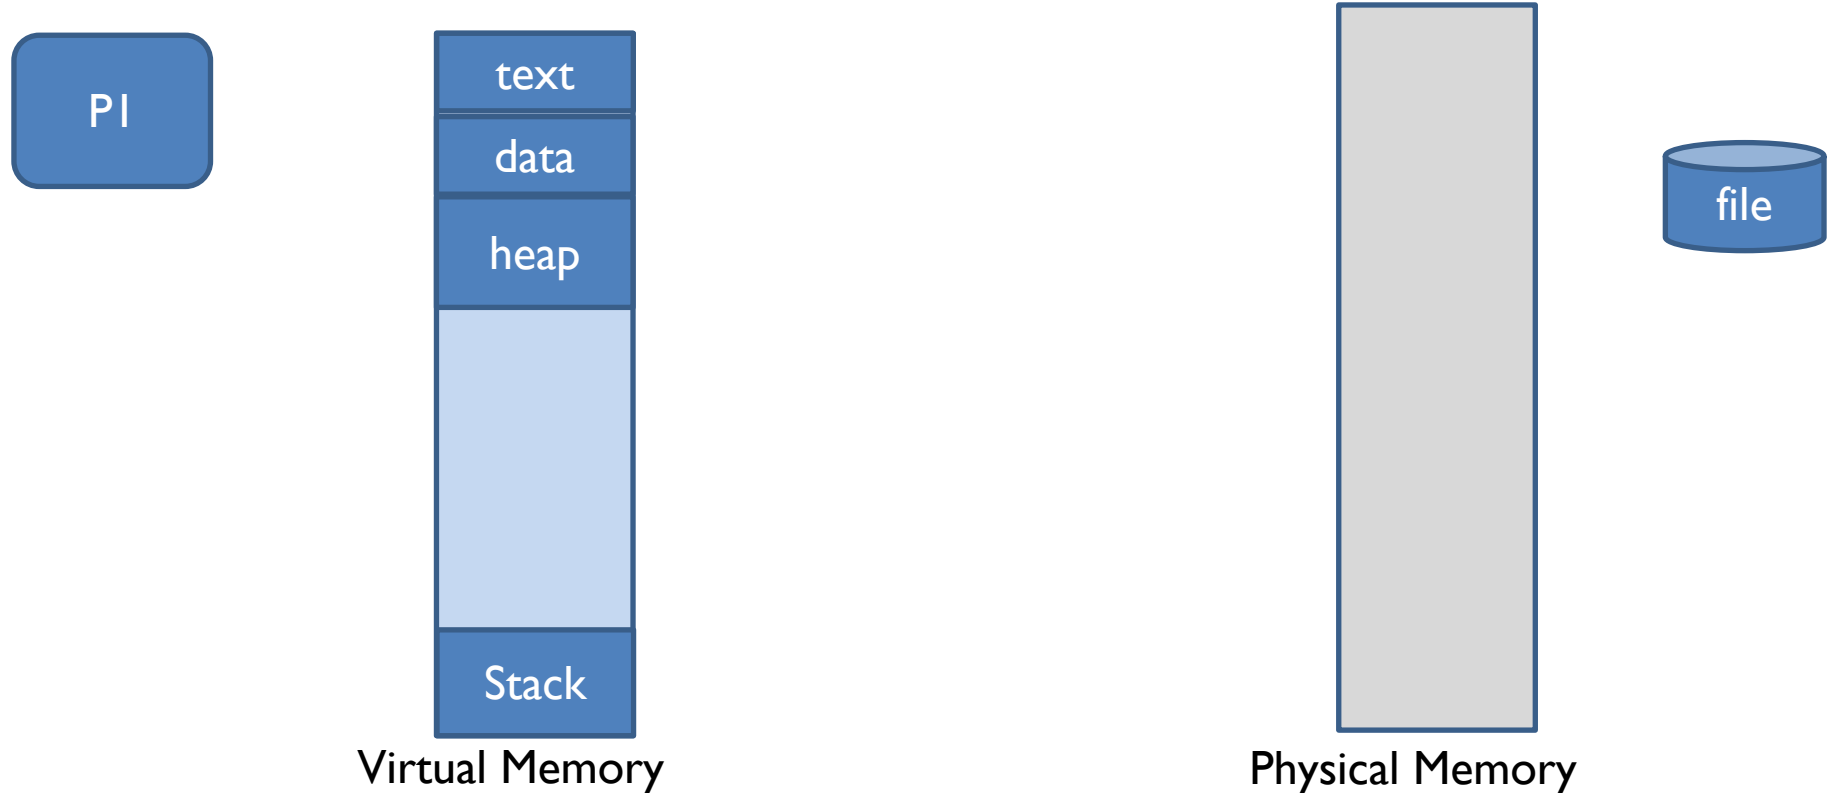 P1
text
data
heap
Stack
Virtual Memory
Physical Memory
file